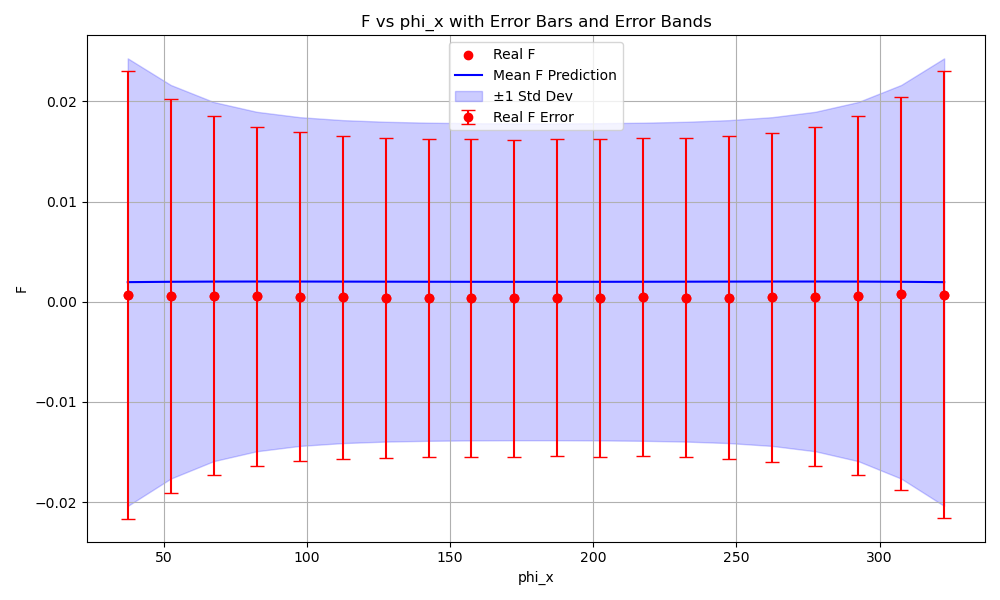 F vs phi_x with Error Bars and Error Bands
Real F
Mean F Prediction
±1 Std Dev
Real F Error
F
0.02
0.01
0.00
−0.01
−0.02
50
100
150
200
250
300
phi_x